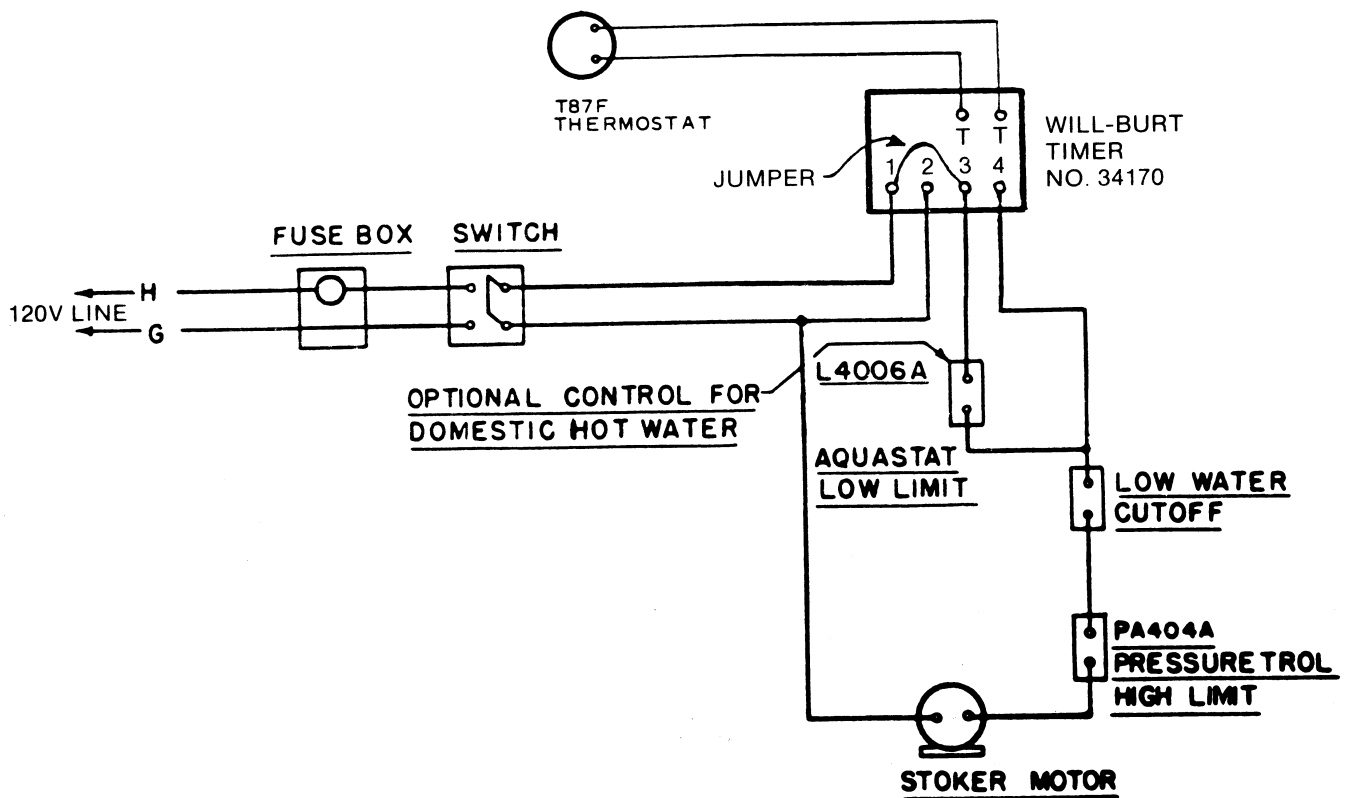 T87F
THERMOSTAT
WILL-BURT
TIMER
NO. 34170
T T
JUMPER
1 2 3 4
FUSE BOX
SWITCH
H
120V LINE
G
L4006A
OPTIONAL CONTROL FOR
DOMESTIC HOT WATER
AQUASTAT
LOW LIMIT
LOW WATER
CUTOFF
PA404A
PRESSURETROL
HIGH LIMIT
STOKER MOTOR